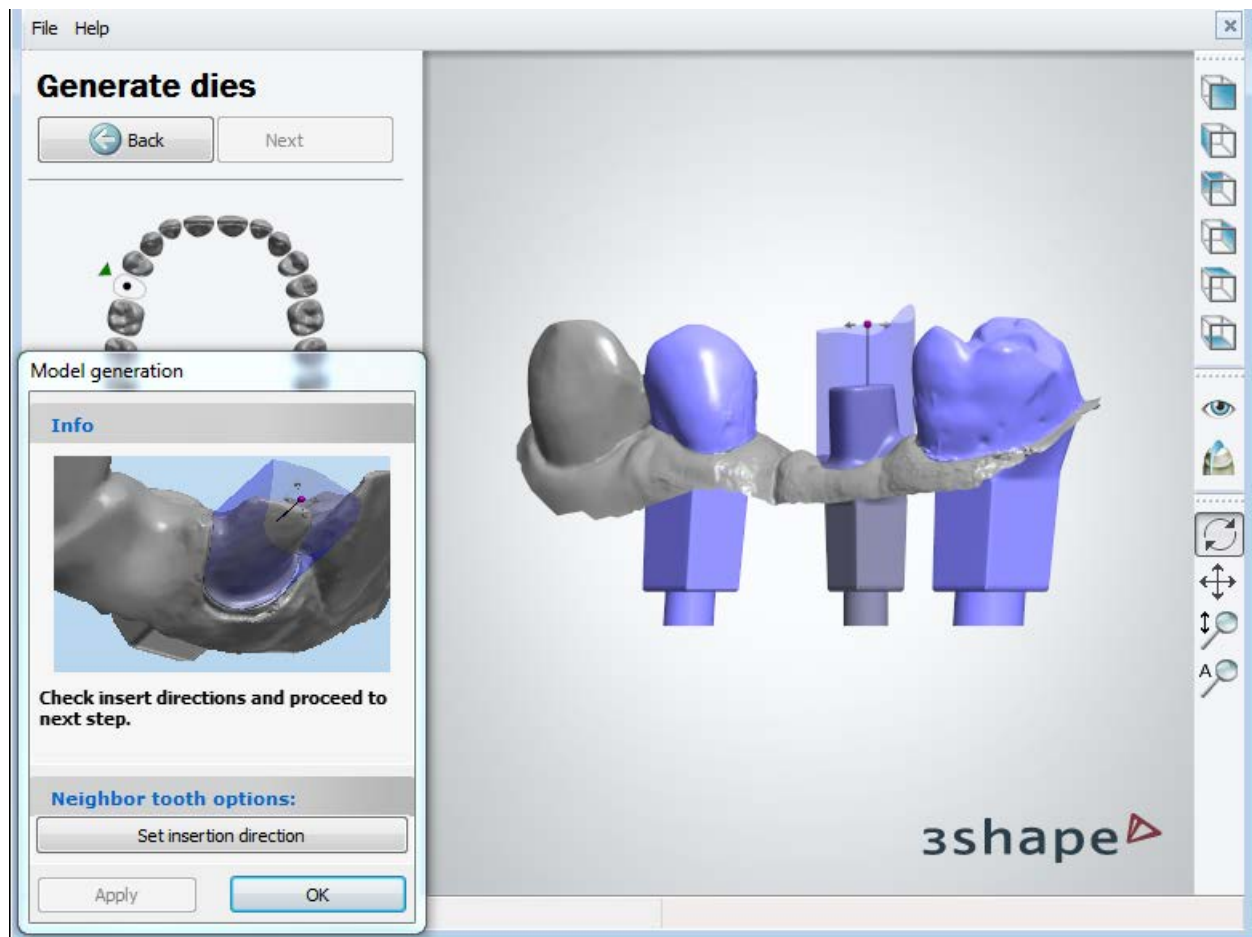 File Help
Generate dies
Back Next
Model generation
Info
Check insert directions and proceed to
next step.
Neighbor tooth options:
Set insertion direction
Apply OK
3shape
A